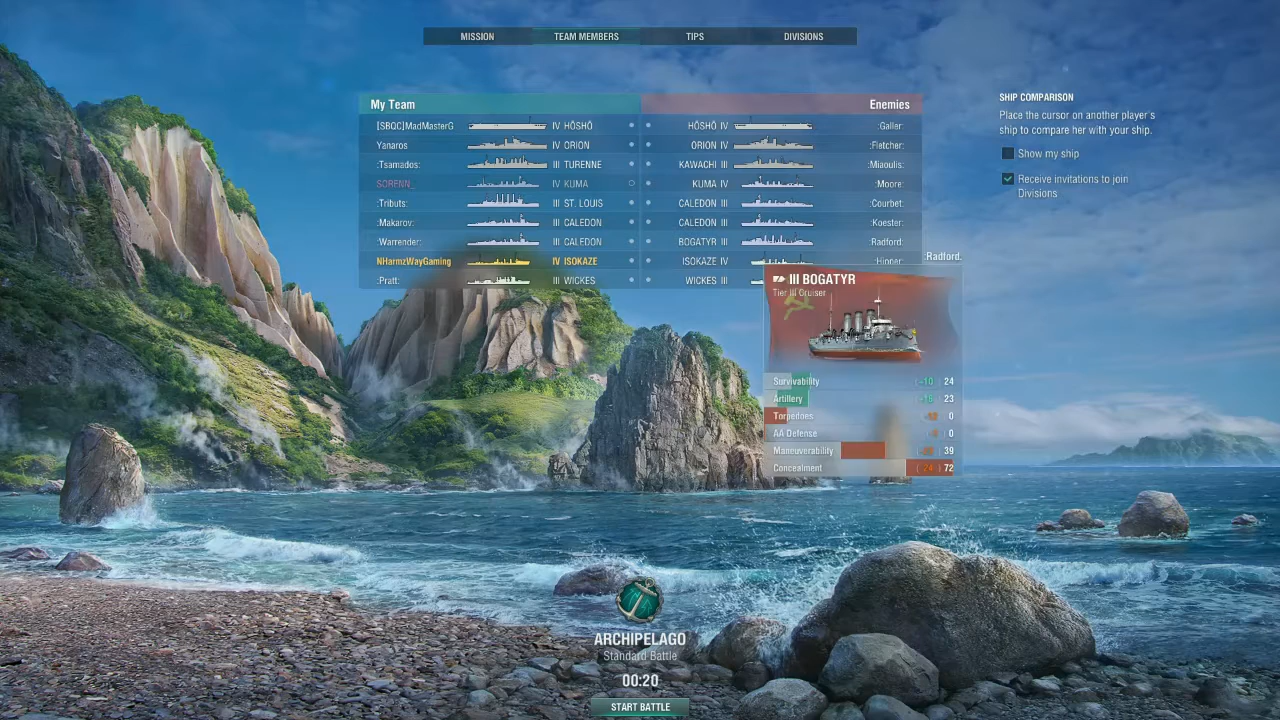 MISSION TEAM MEMBERS TIPS DIVISIONS
My Team Enemies
[SBQC]MadMasterG IV HŌSHŌ HŌSHŌ IV :Galler:
Yanaros IV ORION ORION IV :Fletcher:
:Tsamados: III TURENNE KAWACHI III :Miaoulis:
SORENN_ IV KUMA KUMA IV :Moore:
:Tributs: III ST. LOUIS CALEDON III :Courbet:
:Makarov: III CALEDON CALEDON III :Koester:
:Warrender: III CALEDON BOGATYR III :Radford:
NHarmzWayGaming IV ISOKAZE ISOKAZE IV :Hipper:
:Pratt: III WICKES WICKES III
:Radford:
III BOGATYR
Tier III Cruiser
Survivability 24
Artillery 23
Torpedoes 0
AA Defense 0
Maneuverability 39
Concealment 72
SHIP COMPARISON
Place the cursor on another player's
ship to compare her with your ship.
Show my ship
Receive invitations to join
Divisions
ARCHIPELAGO
Standard Battle
00:20
START BATTLE